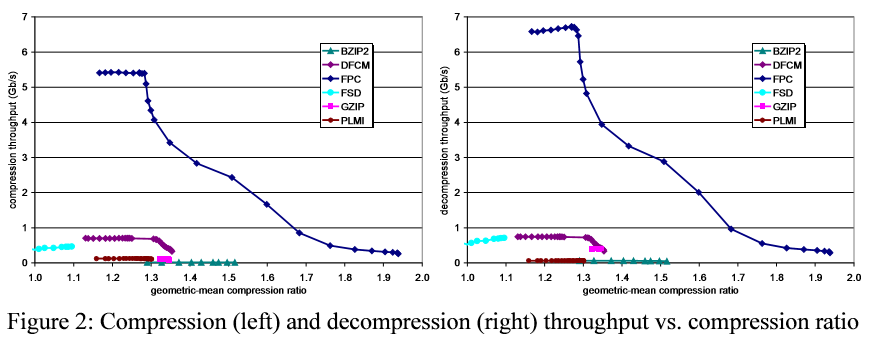 7
6
5
4
3
2
1
0
compression throughput (Gb/s)
BZIP2
DFCM
FPC
FSD
GZIP
PLMI
1.0 1.1 1.2 1.3 1.4 1.5 1.6 1.7 1.8 1.9 2.0
geometric-mean compression ratio
7
6
5
4
3
2
1
0
decompression throughput (Gb/s)
BZIP2
DFCM
FPC
FSD
GZIP
PLMI
1.0 1.1 1.2 1.3 1.4 1.5 1.6 1.7 1.8 1.9 2.0
geometric-mean compression ratio
Figure 2: Compression (left) and decompression (right) throughput vs. compression ratio